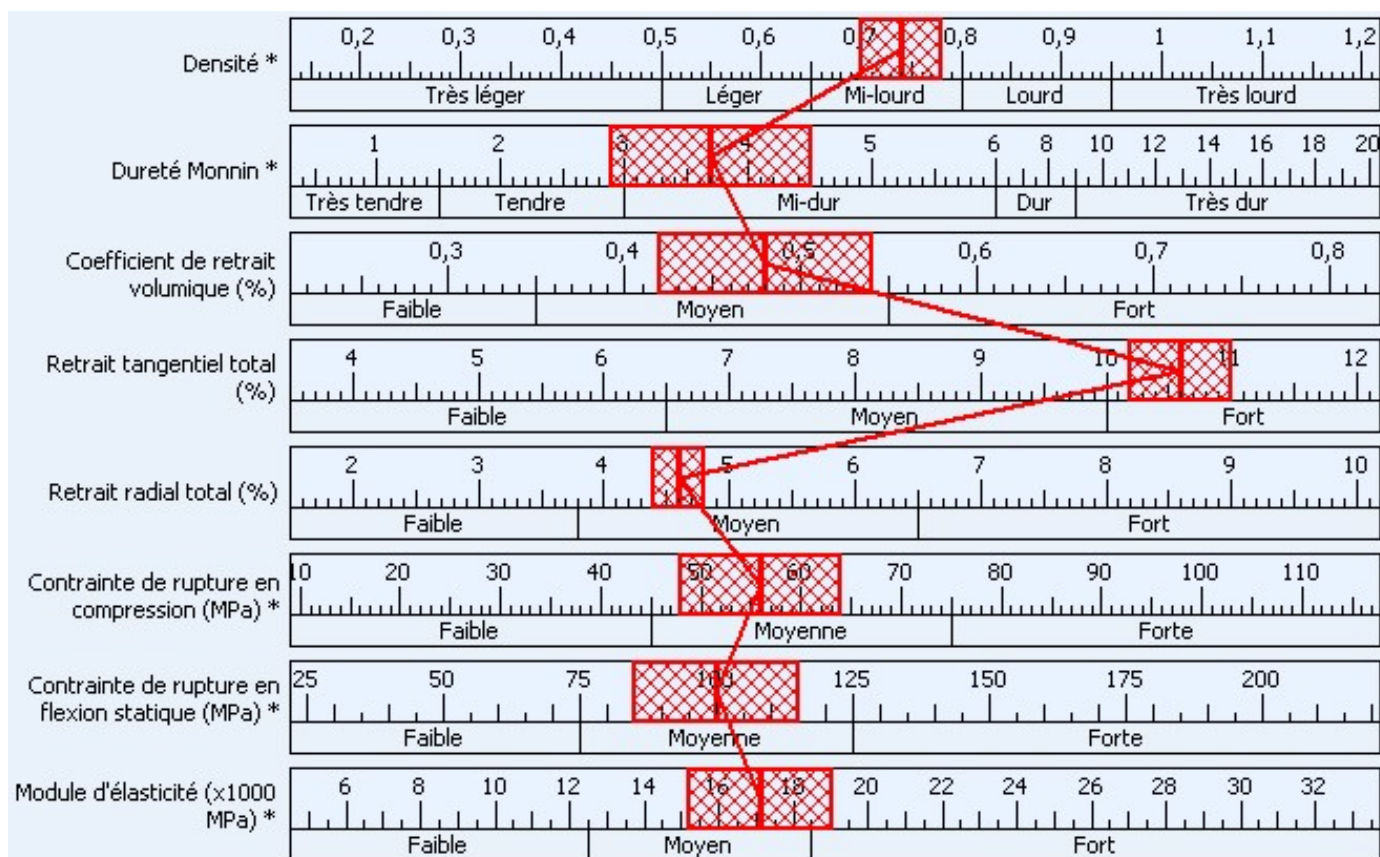 0,2 0,3 0,4 0,5 0,6 0,7 0,8 0,9 1 1,1 1,2
Densité *
Très léger Léger Mi-lourd Lourd Très lourd
1 2 3 4 5 6 8 10 12 14 16 18 20
Dureté Monnin *
Très tendre Tendre Mi-dur Dur Très dur
0,3 0,4 0,5 0,6 0,7 0,8
Coefficient de retrait
volumique (%)
Faible Moyen Fort
4 5 6 7 8 9 10 11 12
Retrait tangentiel total
(%)
Faible Moyen Fort
2 3 4 5 6 7 8 9 10
Retrait radial total (%)
Faible Moyen Fort
10 20 30 40 50 60 70 80 90 100 110
Contrainte de rupture en
compression (MPa) *
Faible Moyenne Forte
25 50 75 100 125 150 175 200
Contrainte de rupture en
flexion statique (MPa) *
Faible Moyenne Forte
6 8 10 12 14 16 18 20 22 24 26 28 30 32
Module d'élasticité (x1000
MPa) *
Faible Moyen Fort